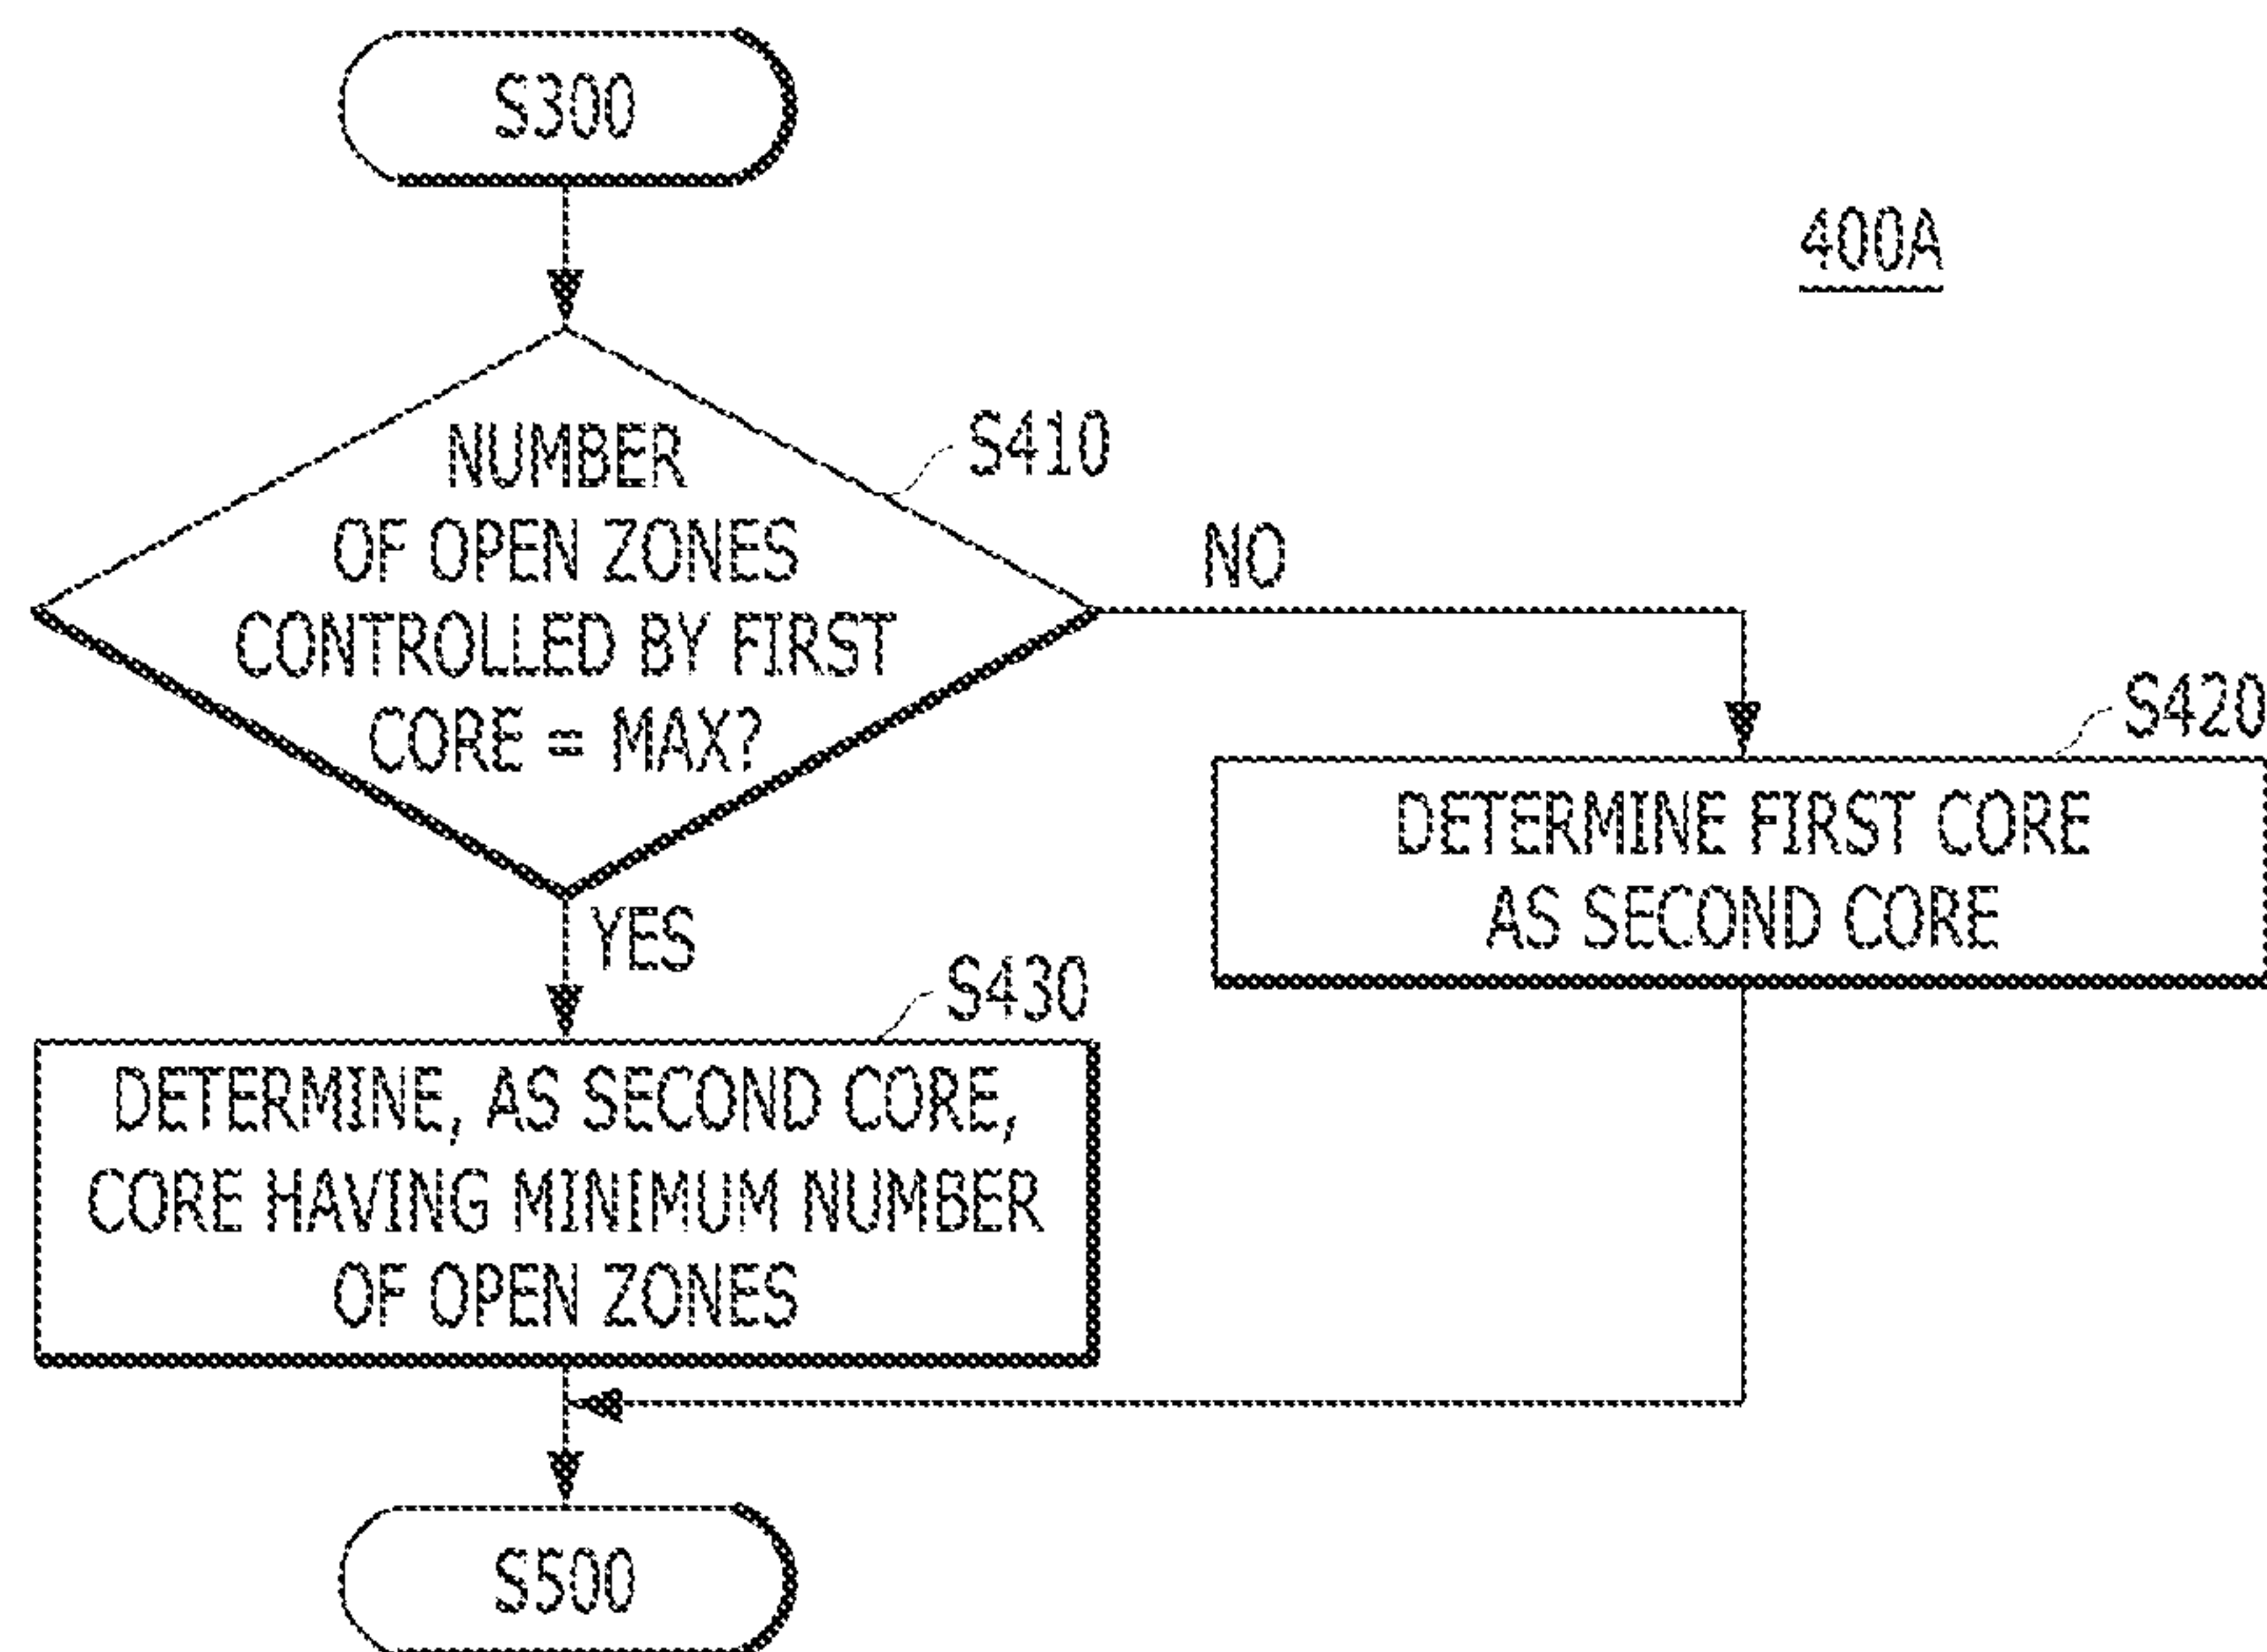 S300
400A
NUMBER
OF OPEN ZONES
CONTROLLED BY FIRST
CORE = MAX?
S410
NO
S420
DETERMINE FIRST CORE
AS SECOND CORE
YES
S430
DETERMINE, AS SECOND CORE,
CORE HAVING MINIMUM NUMBER
OF OPEN ZONES
S500